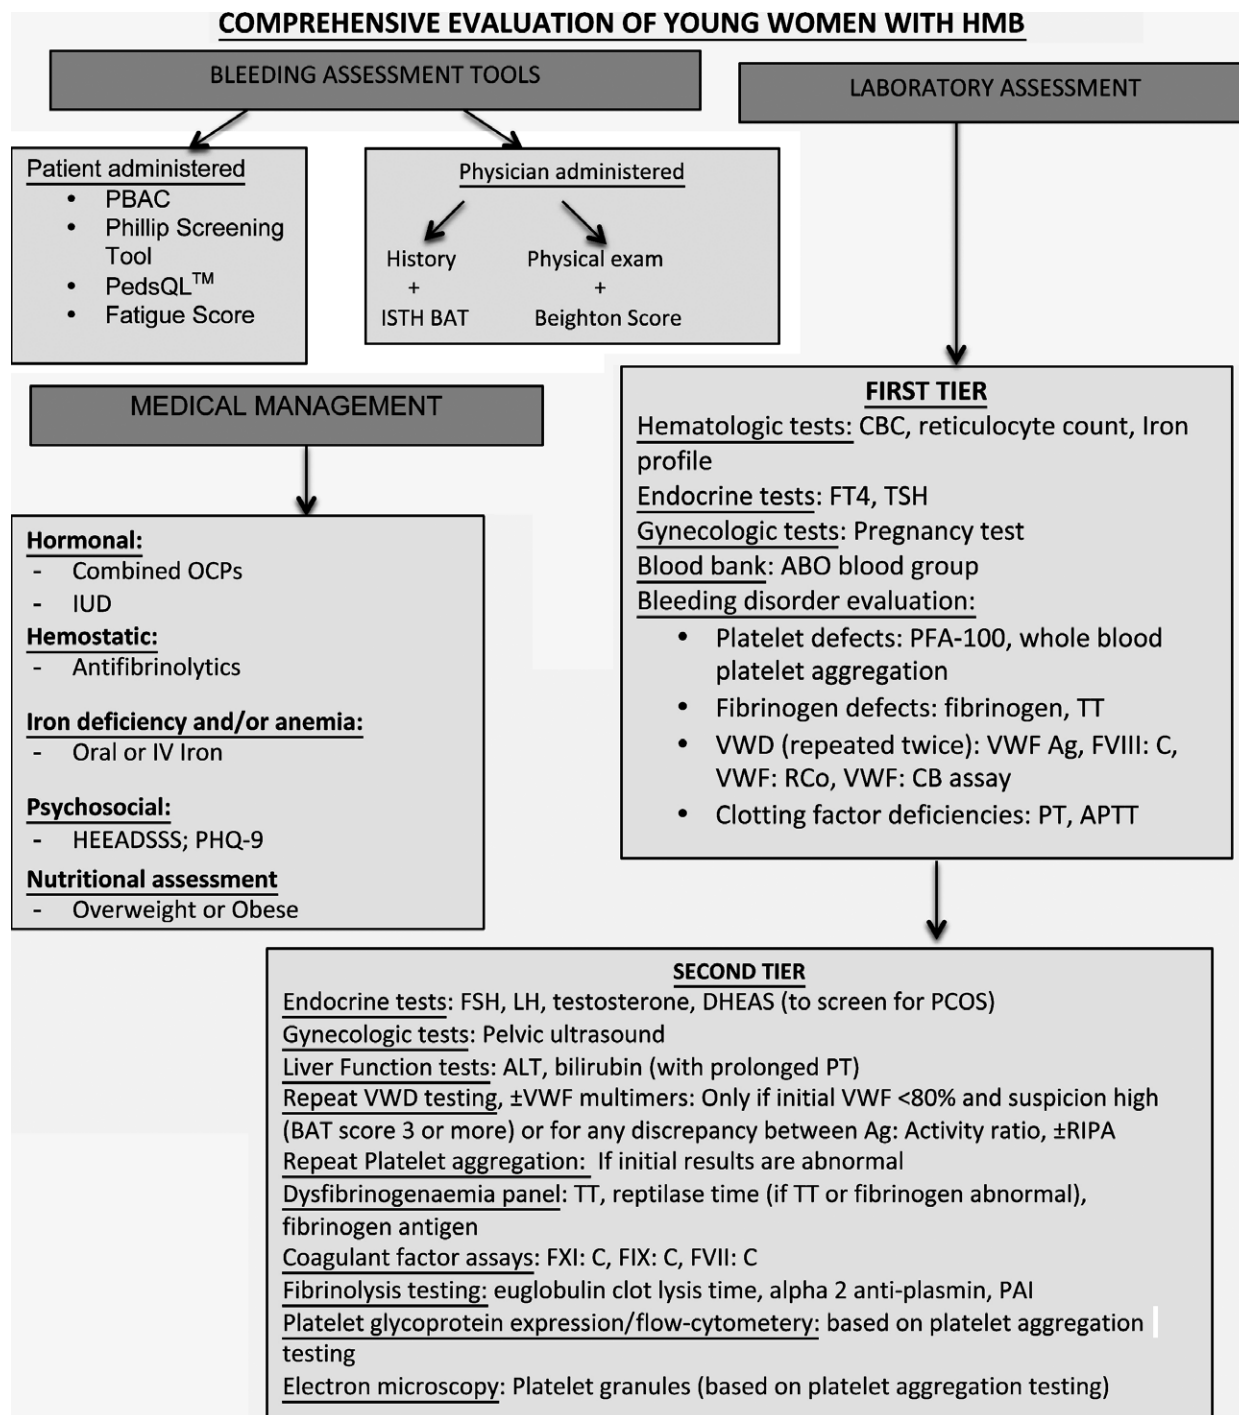 COMPREHENSIVE EVALUATION OF YOUNG WOMEN WITH HMB
BLEEDING ASSESSMENT TOOLS
LABORATORY ASSESSMENT
Patient administered
• PBAC
• Phillip Screening
Tool
• PedsQL™
• Fatigue Score
Physician administered
History
+
ISTH BAT
Physical exam
+
Beighton Score
MEDICAL MANAGEMENT
Hormonal:
- Combined OCPs
- IUD
Hemostatic:
- Antifibrinolytics
Iron deficiency and/or anemia:
- Oral or IV Iron
Psychosocial:
- HEEADSSS; PHQ-9
Nutritional assessment
- Overweight or Obese
FIRST TIER
Hematologic tests: CBC, reticulocyte count, Iron
profile
Endocrine tests: FT4, TSH
Gynecologic tests: Pregnancy test
Blood bank: ABO blood group
Bleeding disorder evaluation:
• Platelet defects: PFA-100, whole blood
platelet aggregation
• Fibrinogen defects: fibrinogen, TT
• VWD (repeated twice): VWF Ag, FVIII: C,
VWF: RCo, VWF: CB assay
• Clotting factor deficiencies: PT, APTT
SECOND TIER
Endocrine tests: FSH, LH, testosterone, DHEAS (to screen for PCOS)
Gynecologic tests: Pelvic ultrasound
Liver Function tests: ALT, bilirubin (with prolonged PT)
Repeat VWD testing, ±VWF multimers: Only if initial VWF <80% and suspicion high
(BAT score 3 or more) or for any discrepancy between Ag: Activity ratio, ±RIPA
Repeat Platelet aggregation: If initial results are abnormal
Dysfibrinogenaemia panel: TT, reptilase time (if TT or fibrinogen abnormal),
fibrinogen antigen
Coagulant factor assays: FXI: C, FIX: C, FVII: C
Fibrinolysis testing: euglobulin clot lysis time, alpha 2 anti-plasmin, PAI
Platelet glycoprotein expression/flow-cytometery: based on platelet aggregation
testing
Electron microscopy: Platelet granules (based on platelet aggregation testing)